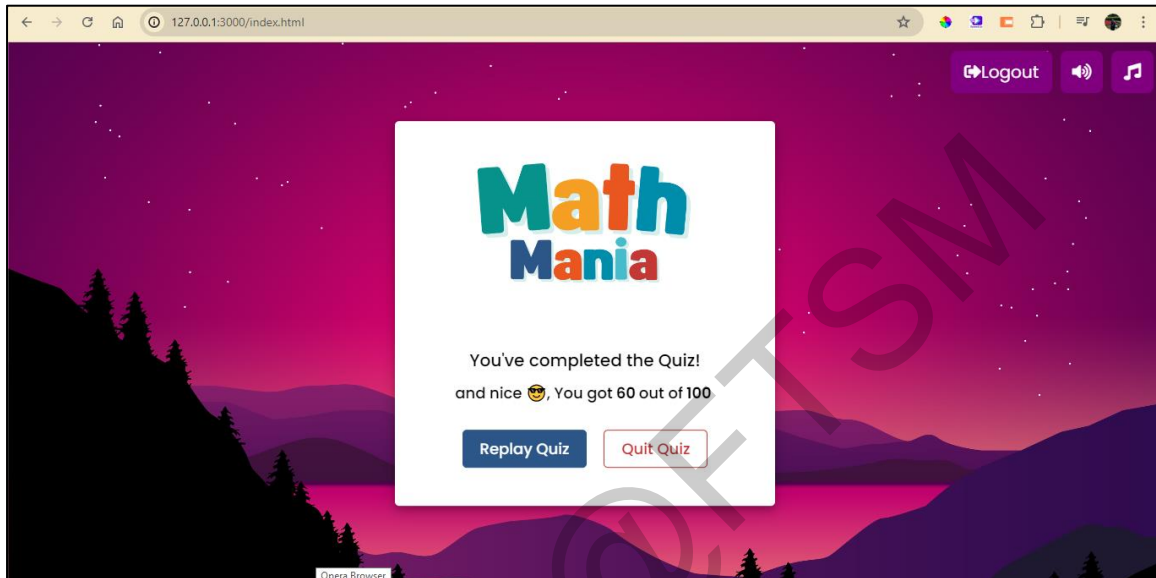 127.0.0.1:3000/index.html
Logout
Math
Mania
You've completed the Quiz!
and nice 😎, You got 60 out of 100
Replay Quiz
Quit Quiz
@FTSM
Opera Browser